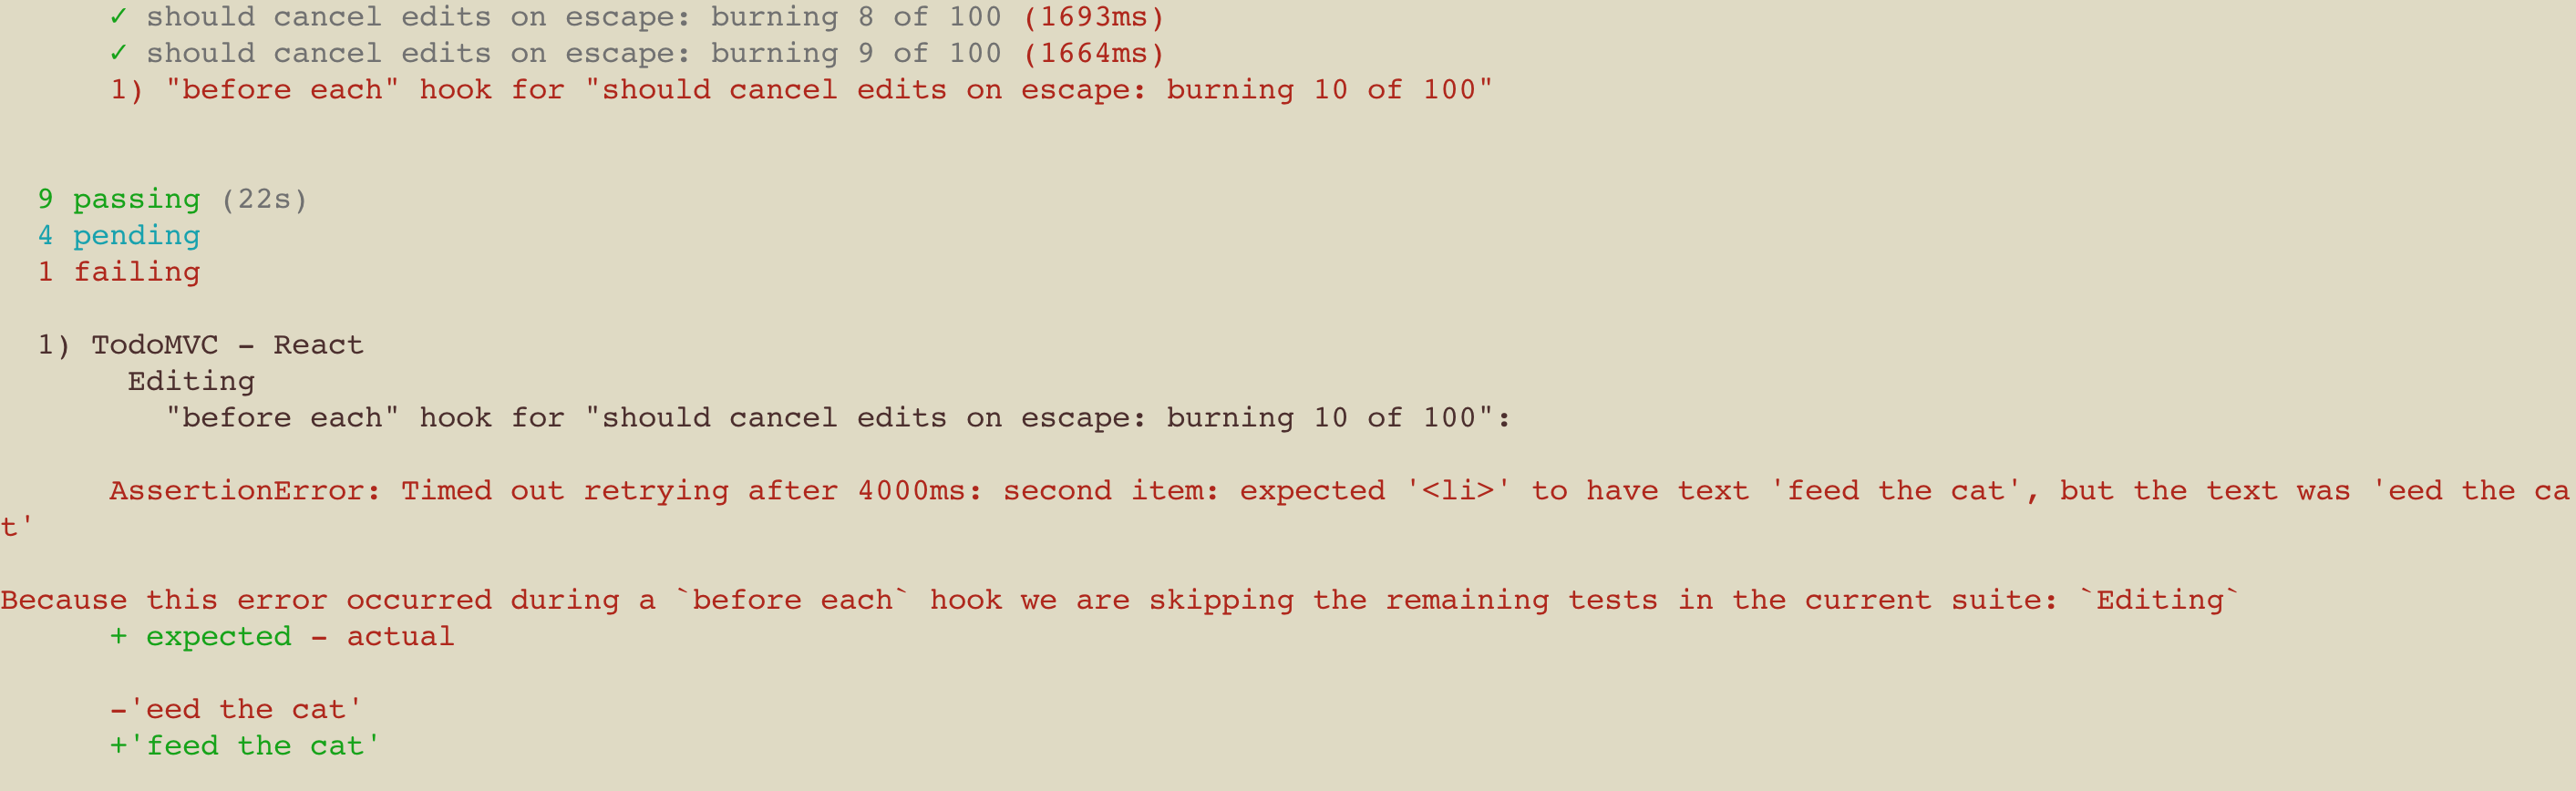 ✓ should cancel edits on escape: burning 8 of 100 (1693ms)
✓ should cancel edits on escape: burning 9 of 100 (1664ms)
1) "before each" hook for "should cancel edits on escape: burning 10 of 100"
9 passing (22s)
4 pending
1 failing
1) TodoMVC - React
Editing
"before each" hook for "should cancel edits on escape: burning 10 of 100":
AssertionError: Timed out retrying after 4000ms: second item: expected '<li>' to have text 'feed the cat', but the text was 'eed the ca
t'
Because this error occurred during a `before each` hook we are skipping the remaining tests in the current suite: `Editing`
+ expected - actual
-'eed the cat'
+'feed the cat'